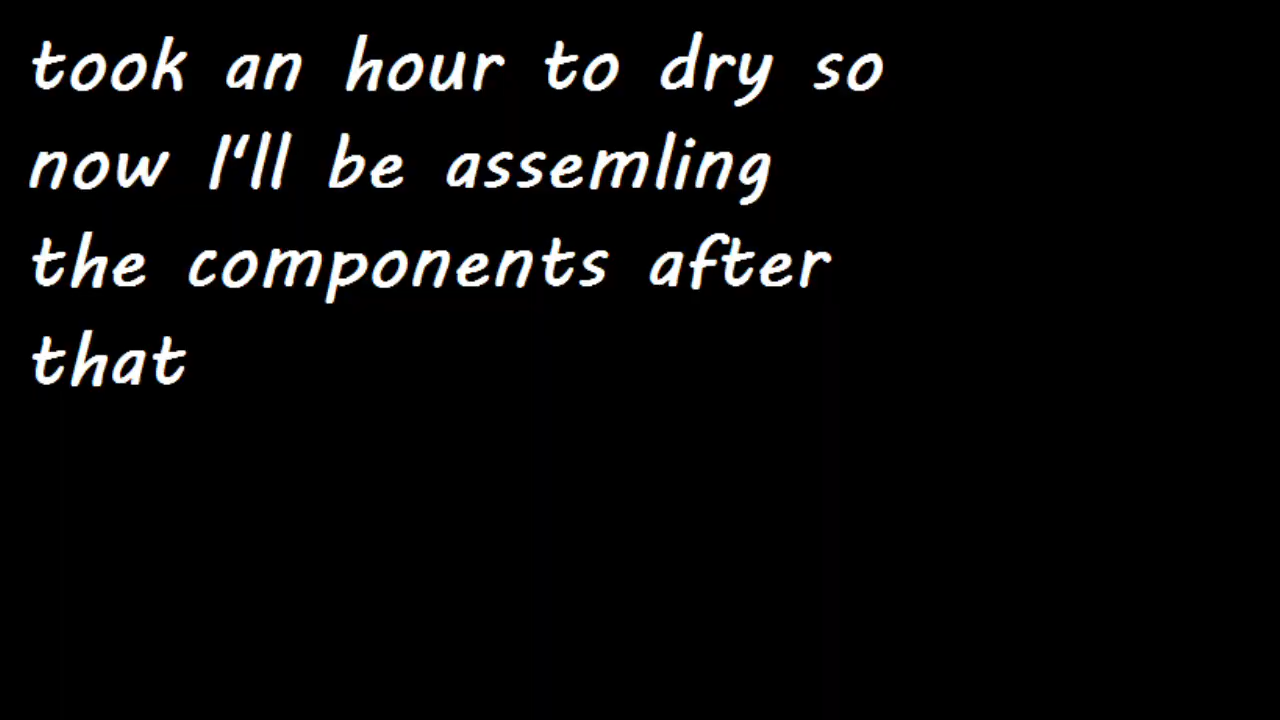 took an hour to dry so
now I'll be assemling
the components after
that